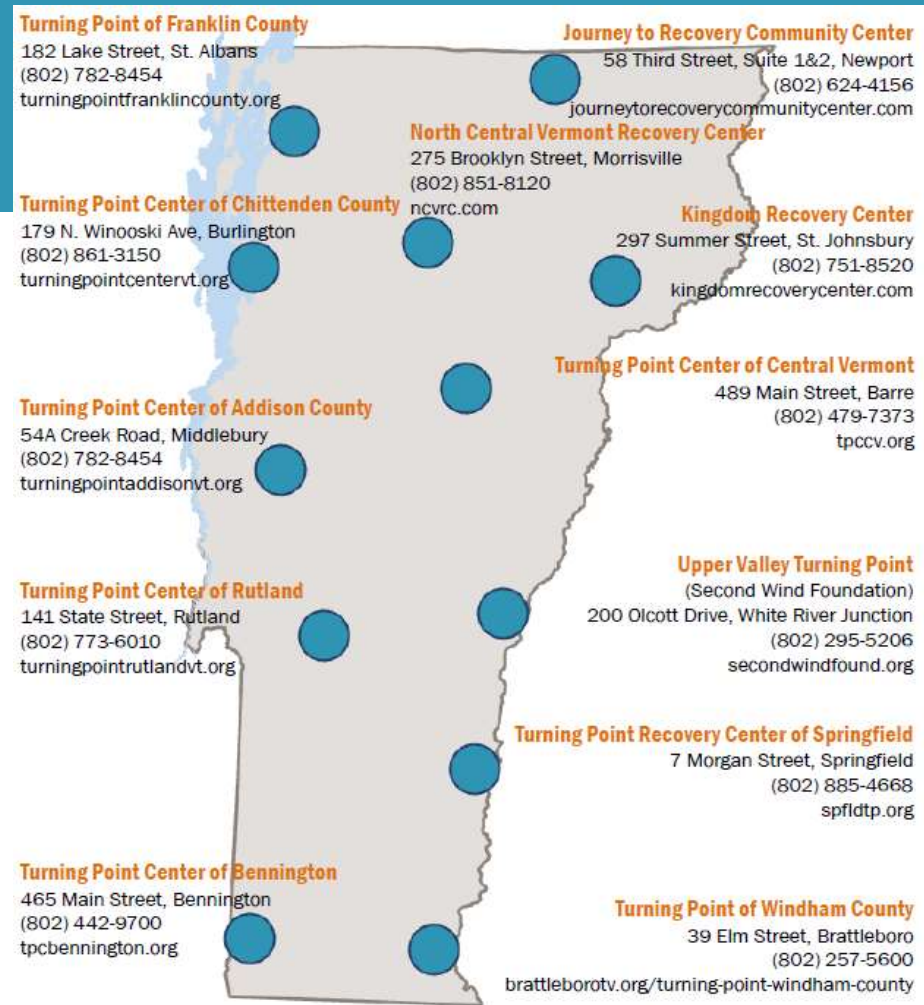 Turning Point of Franklin County
182 Lake Street, St. Albans
(802) 782-8454
turningpointfranklincounty.org
Journey to Recovery Community Center
58 Third Street, Suite 1&2, Newport
(802) 624-4156
journeytorecoverycommunitycenter.com
North Central Vermont Recovery Center
275 Brooklyn Street, Morrisville
(802) 851-8120
ncvrc.com
Turning Point Center of Chittenden County
179 N. Winooski Ave, Burlington
(802) 861-3150
turningpointcentervt.org
Kingdom Recovery Center
297 Summer Street, St. Johnsbury
(802) 751-8520
kingdomrecoverycenter.com
Turning Point Center of Central Vermont
489 Main Street, Barre
(802) 479-7373
tpccv.org
Turning Point Center of Addison County
54A Creek Road, Middlebury
(802) 782-8454
turningpointaddisonvt.org
Upper Valley Turning Point
(Second Wind Foundation)
200 Olcott Drive, White River Junction
(802) 295-5206
secondwindfound.org
Turning Point Center of Rutland
141 State Street, Rutland
(802) 773-6010
turningpointrutlandvt.org
Turning Point Recovery Center of Springfield
7 Morgan Street, Springfield
(802) 885-4668
spfldtp.org
Turning Point Center of Bennington
465 Main Street, Bennington
(802) 442-9700
tpcbennington.org
Turning Point of Windham County
39 Elm Street, Brattleboro
(802) 257-5600
brattleborotv.org/turning-point-windham-county